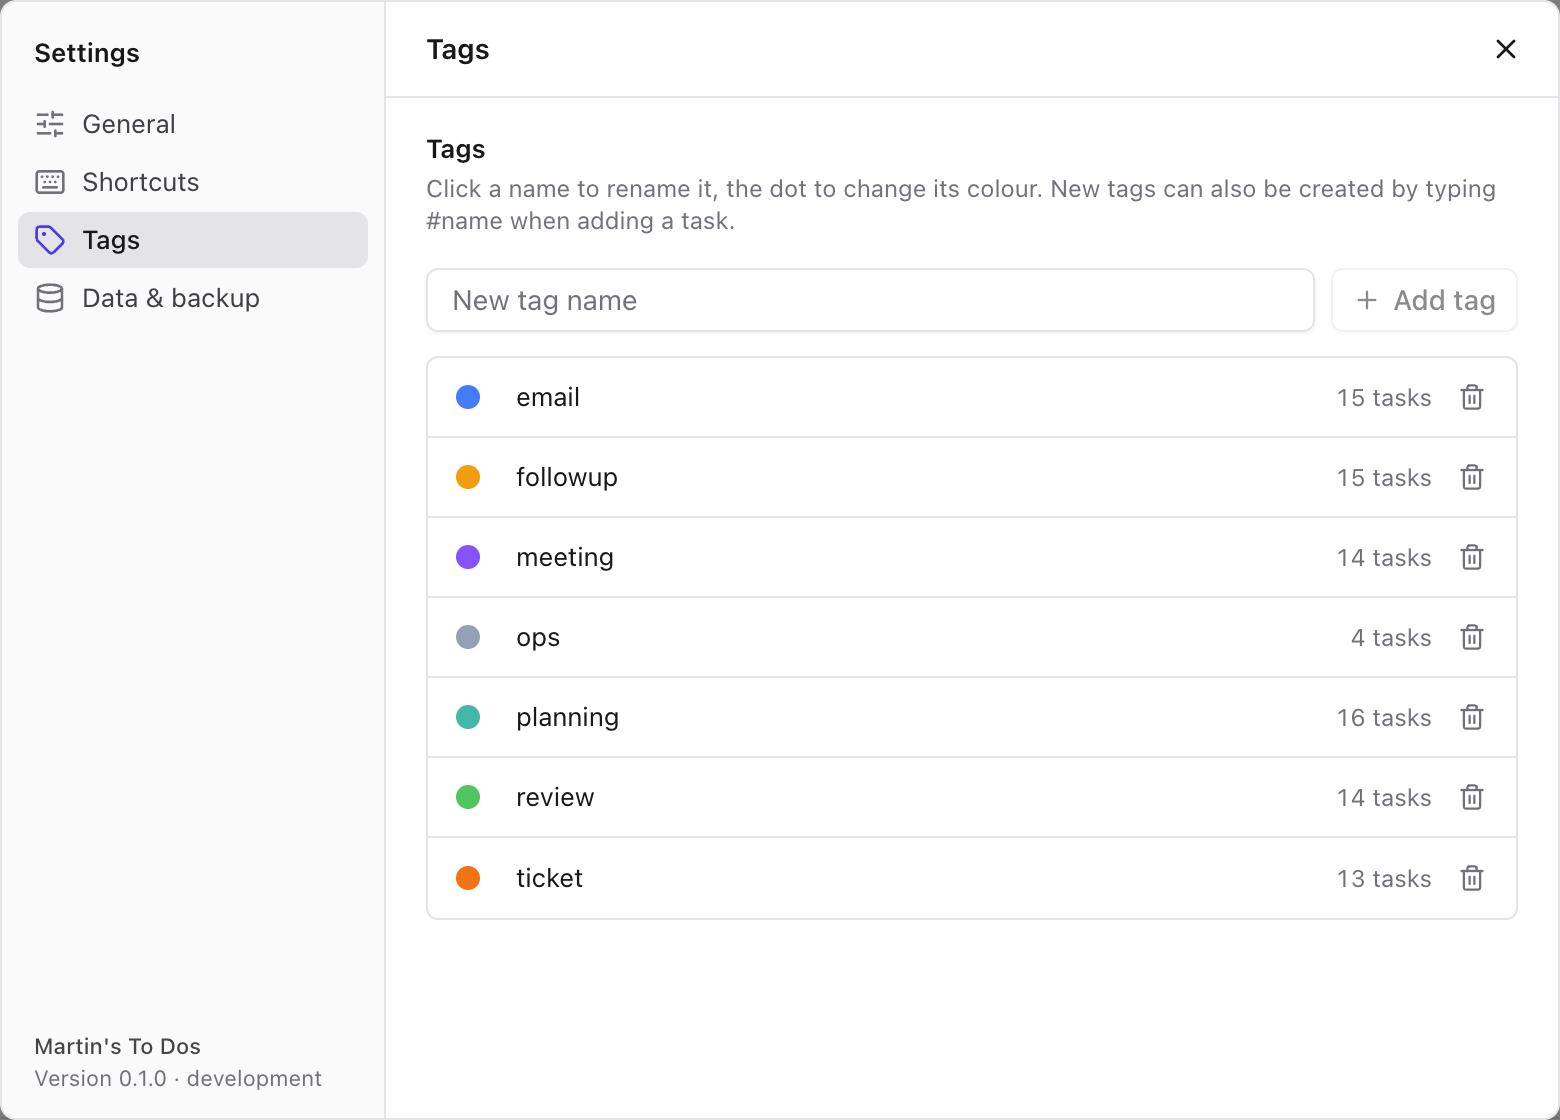 Settings
General
Shortcuts
Tags
Data & backup
Martin's To Dos
Version 0.1.0 · development
Tags
Tags
Click a name to rename it, the dot to change its colour. New tags can also be created by typing
#name when adding a task.
New tag name
Add tag
email 15 tasks
followup 15 tasks
meeting 14 tasks
ops 4 tasks
planning 16 tasks
review 14 tasks
ticket 13 tasks